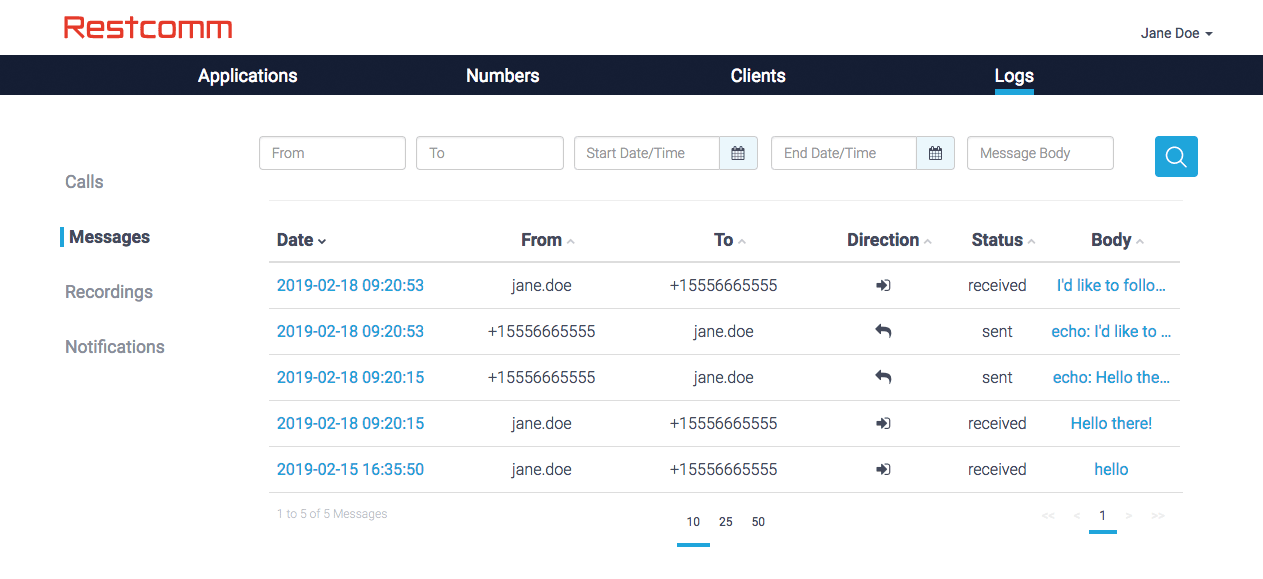 Restcomm
Jane Doe
Applications Numbers Clients Logs
From To Start Date/Time End Date/Time Message Body
Calls
Messages
Recordings
Notifications
Date From To Direction Status Body
2019-02-18 09:20:53 jane.doe +15556665555 received I'd like to follo...
2019-02-18 09:20:53 +15556665555 jane.doe sent echo: I'd like to ...
2019-02-18 09:20:15 +15556665555 jane.doe sent echo: Hello the...
2019-02-18 09:20:15 jane.doe +15556665555 received Hello there!
2019-02-15 16:35:50 jane.doe +15556665555 received hello
1 to 5 of 5 Messages
10 25 50
<< < 1 > >>